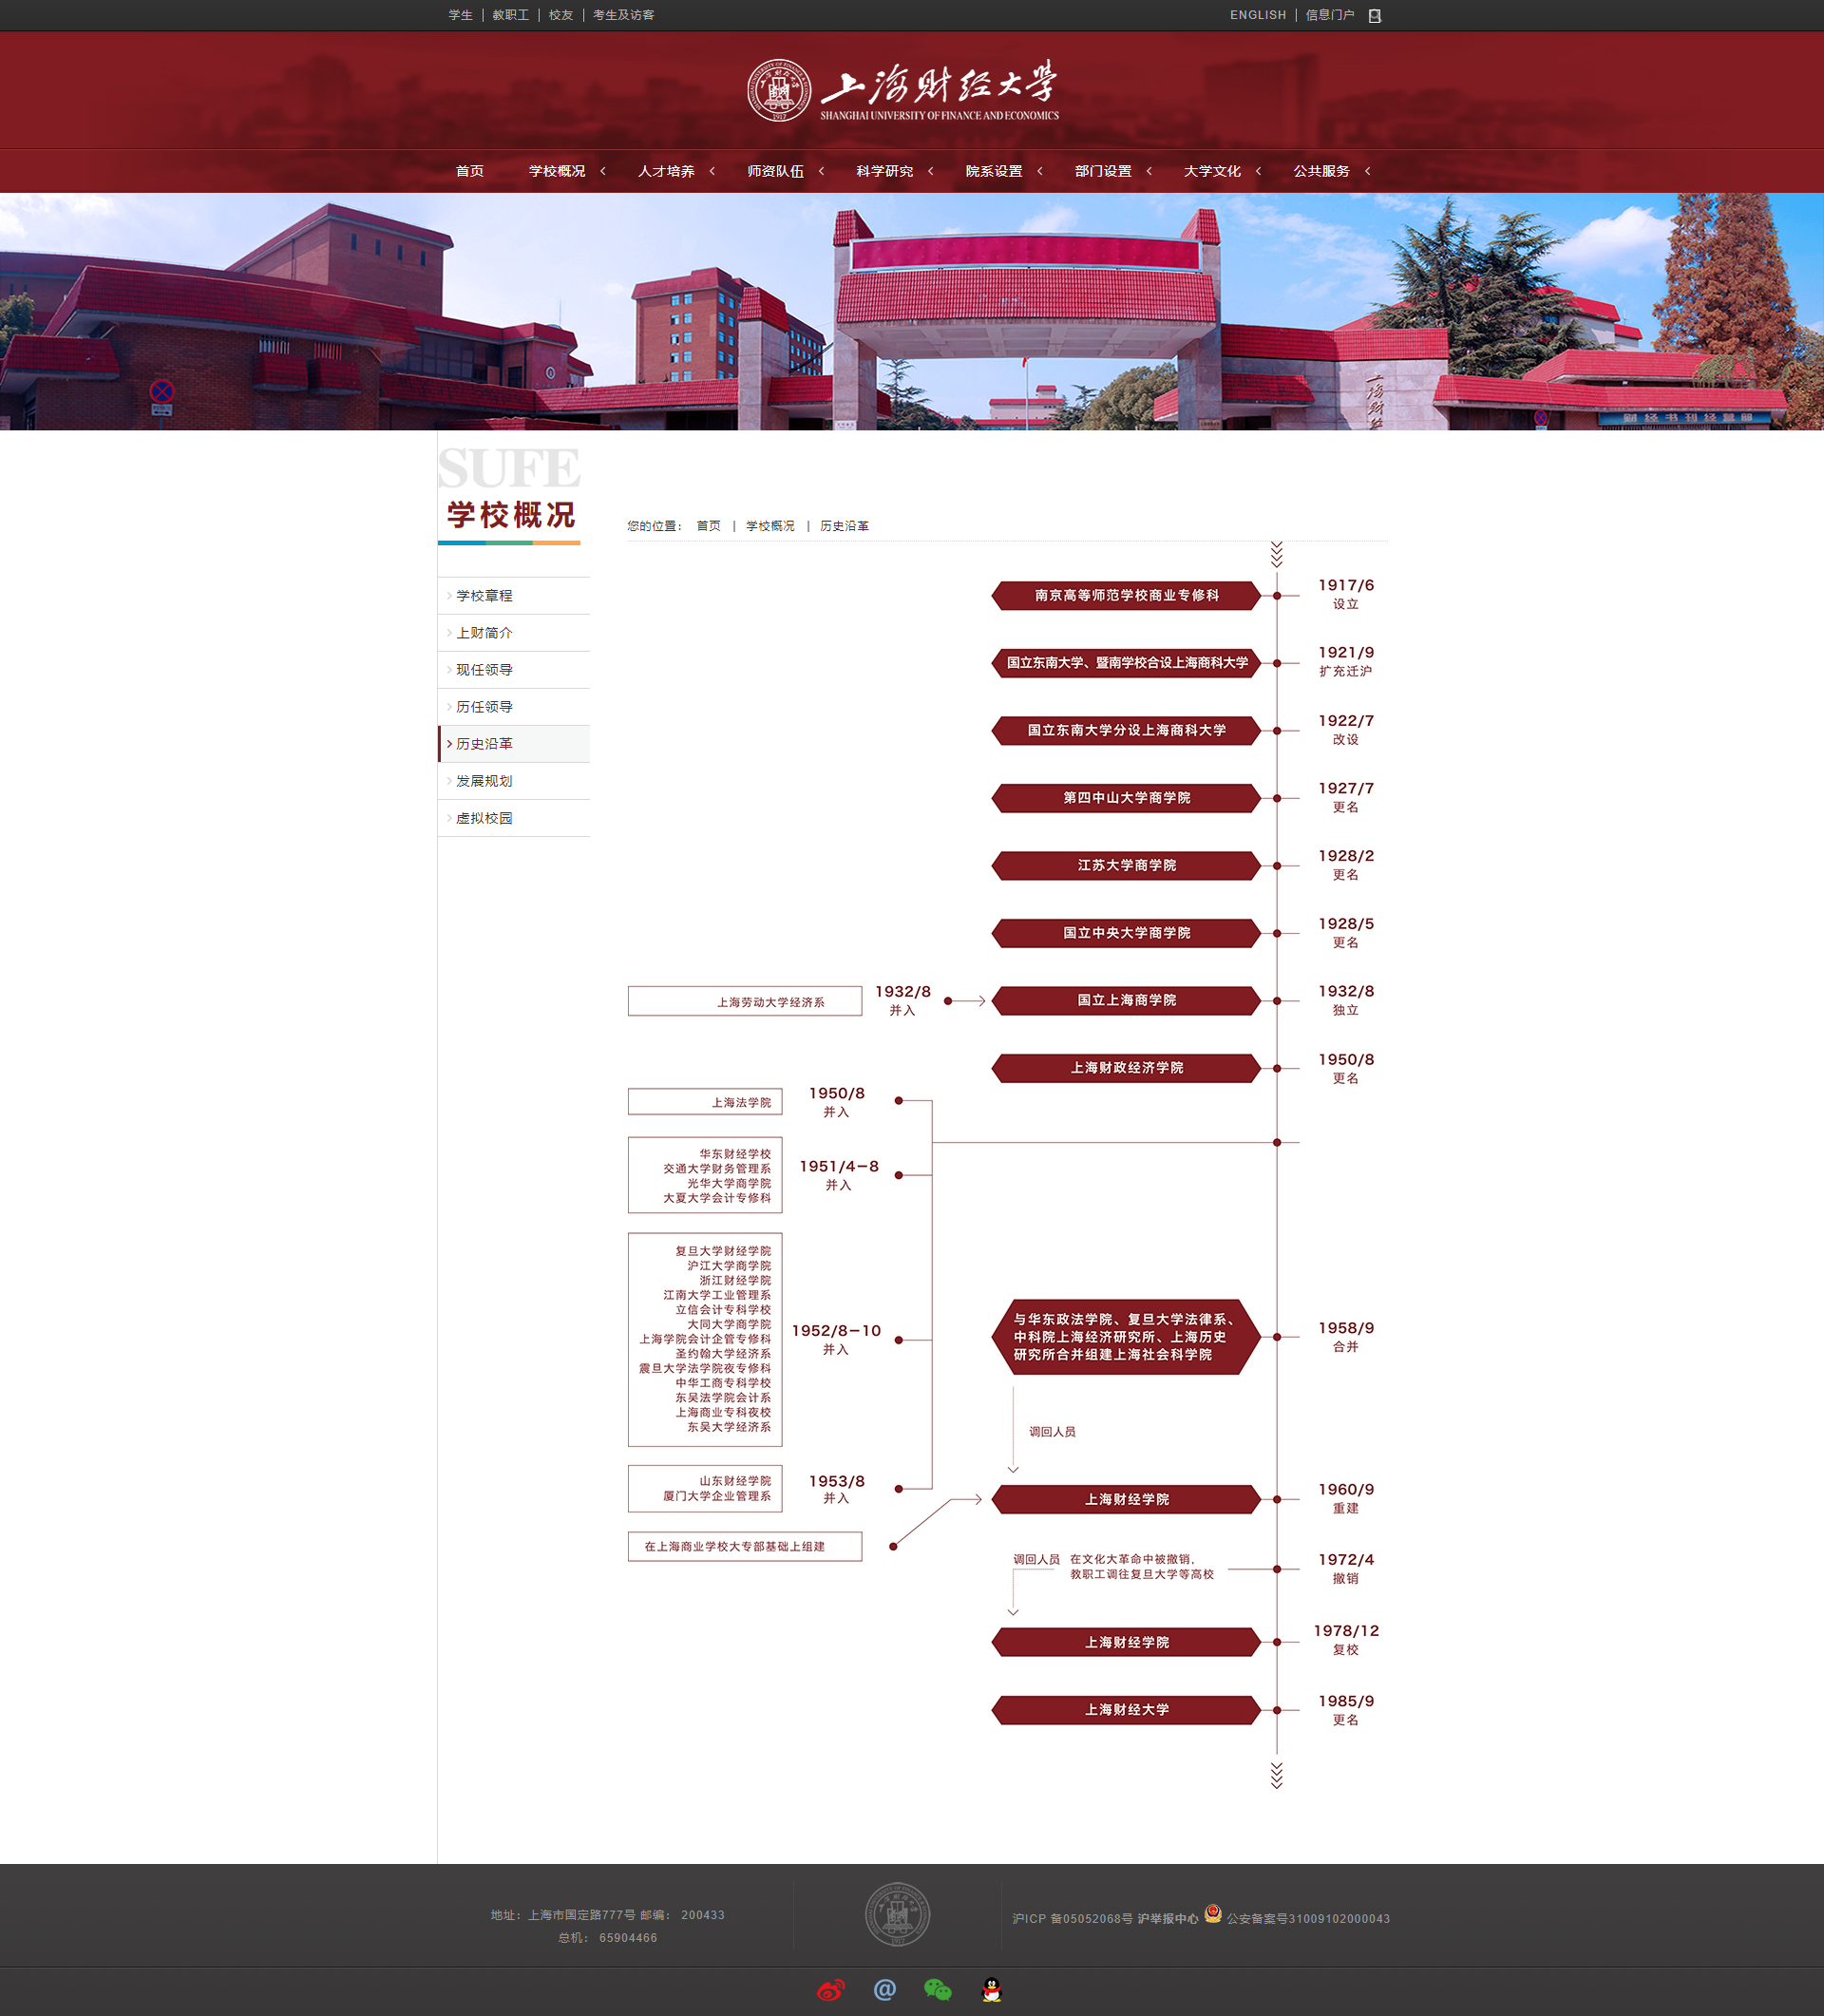 学生 | 教职工 | 校友 | 考生及访客
ENGLISH | 信息门户
上海财经大学
SHANGHAI UNIVERSITY OF FINANCE AND ECONOMICS
1917
首页 学校概况 人才培养 师资队伍 科学研究 院系设置 部门设置 大学文化 公共服务
上海财经
财经书刊经营部
SUFE
学校概况
您的位置： 首页 | 学校概况 | 历史沿革
学校章程
上财简介
现任领导
历任领导
历史沿革
发展规划
虚拟校园
南京高等师范学校商业专修科
1917/6
设立
国立东南大学、暨南学校合设上海商科大学
1921/9
扩充迁沪
国立东南大学分设上海商科大学
1922/7
改设
第四中山大学商学院
1927/7
更名
江苏大学商学院
1928/2
更名
国立中央大学商学院
1928/5
更名
上海劳动大学经济系
1932/8
并入
国立上海商学院
1932/8
独立
上海财政经济学院
1950/8
更名
上海法学院
1950/8
并入
华东财经学校
交通大学财务管理系
光华大学商学院
大夏大学会计专修科
1951/4-8
并入
复旦大学财经学院
沪江大学商学院
浙江财经学院
江南大学工业管理系
立信会计专科学校
大同大学商学院
上海学院会计企管专修科
圣约翰大学经济系
震旦大学法学院夜专修科
中华工商专科学校
东吴法学院会计系
上海商业专科夜校
东吴大学经济系
1952/8-10
并入
与华东政法学院、复旦大学法律系、
中科院上海经济研究所、上海历史
研究所合并组建上海社会科学院
1958/9
合并
调回人员
山东财经学院
厦门大学企业管理系
1953/8
并入
上海财经学院
1960/9
重建
在上海商业学校大专部基础上组建
调回人员
在文化大革命中被撤销,
教职工调往复旦大学等高校
1972/4
撤销
上海财经学院
1978/12
复校
上海财经大学
1985/9
更名
地址：上海市国定路777号 邮编： 200433
总机： 65904466
1917
沪ICP 备05052068号 沪举报中心 公安备案号31009102000043